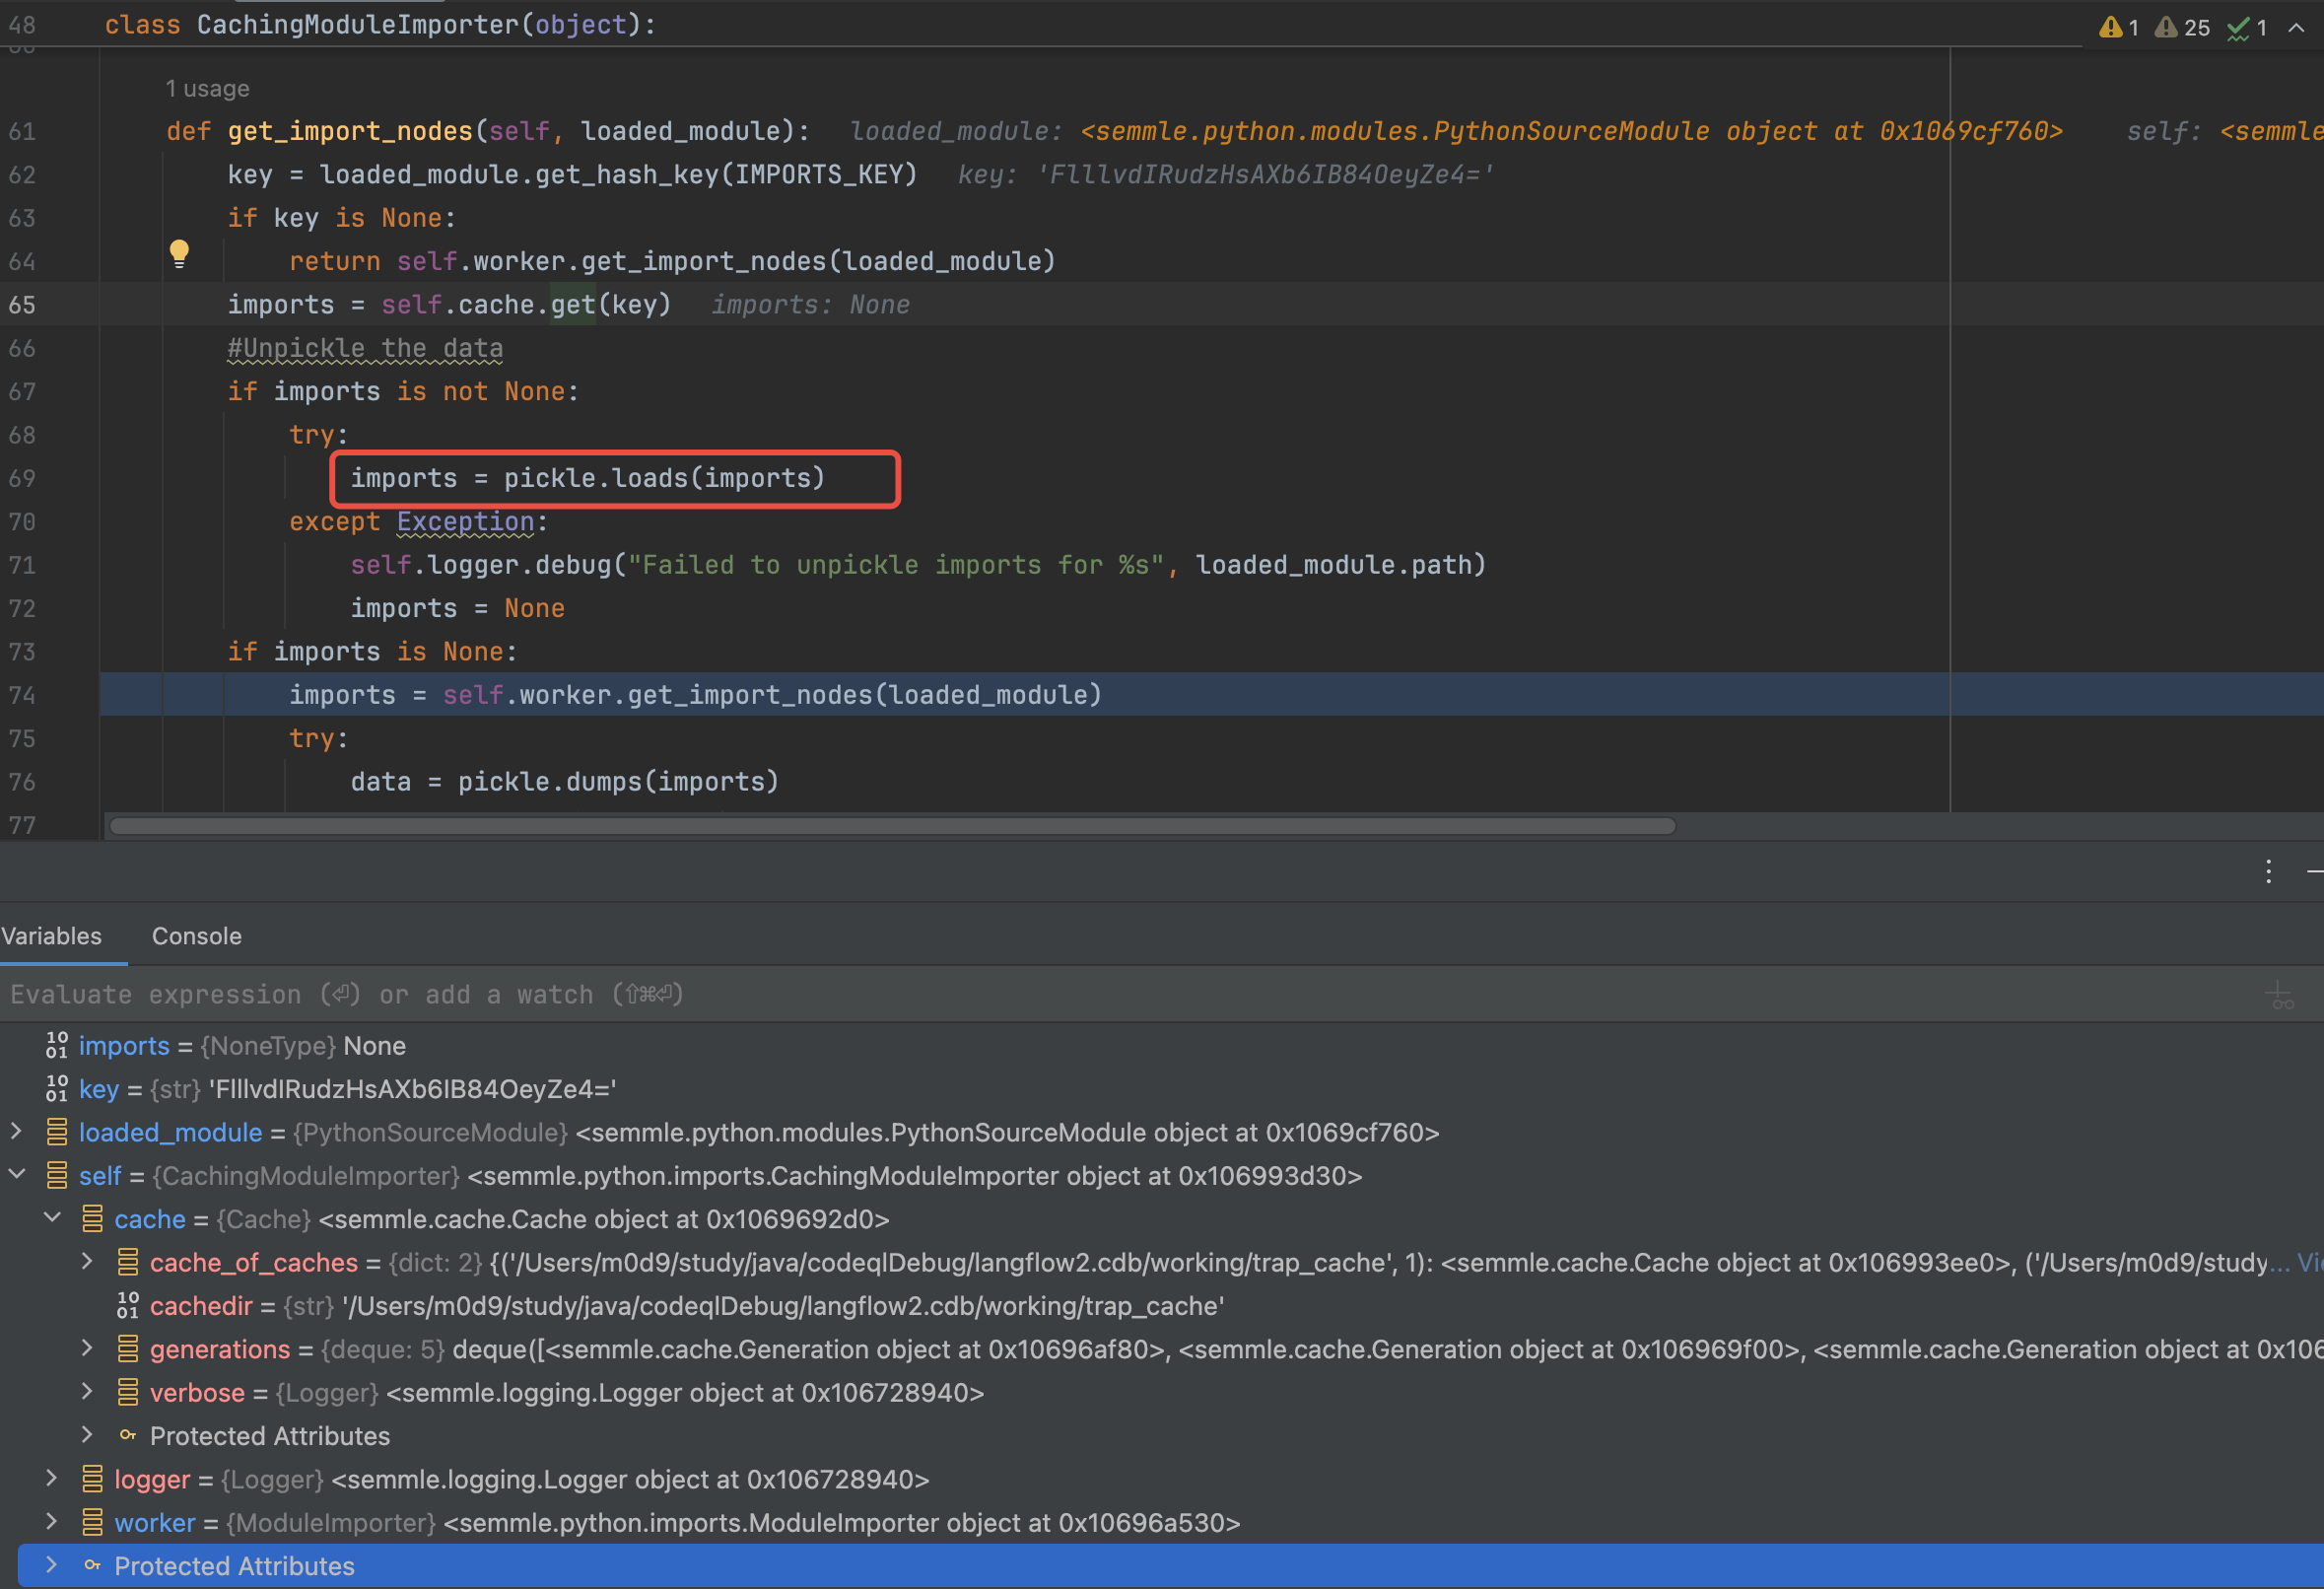 48 class CachingModuleImporter(object): 1 25 1
1 usage
61 def get_import_nodes(self, loaded_module): loaded_module: <semmle.python.modules.PythonSourceModule object at 0x1069cf760> self: <semmle
62 key = loaded_module.get_hash_key(IMPORTS_KEY) key: 'FlllvdIRudzHsAXb6IB84OeyZe4='
63 if key is None:
64 return self.worker.get_import_nodes(loaded_module)
65 imports = self.cache.get(key) imports: None
66 #Unpickle the data
67 if imports is not None:
68 try:
69 imports = pickle.loads(imports)
70 except Exception:
71 self.logger.debug("Failed to unpickle imports for %s", loaded_module.path)
72 imports = None
73 if imports is None:
74 imports = self.worker.get_import_nodes(loaded_module)
75 try:
76 data = pickle.dumps(imports)
77
Variables Console
Evaluate expression (⏎) or add a watch (⇧⌘⏎)
imports = {NoneType} None
key = {str} 'FlllvdIRudzHsAXb6IB84OeyZe4='
loaded_module = {PythonSourceModule} <semmle.python.modules.PythonSourceModule object at 0x1069cf760>
self = {CachingModuleImporter} <semmle.python.imports.CachingModuleImporter object at 0x106993d30>
cache = {Cache} <semmle.cache.Cache object at 0x1069692d0>
cache_of_caches = {dict: 2} {('/Users/m0d9/study/java/codeqlDebug/langflow2.cdb/working/trap_cache', 1): <semmle.cache.Cache object at 0x106993ee0>, ('/Users/m0d9/study/... Vie
cachedir = {str} '/Users/m0d9/study/java/codeqlDebug/langflow2.cdb/working/trap_cache'
generations = {deque: 5} deque([<semmle.cache.Generation object at 0x10696af80>, <semmle.cache.Generation object at 0x106969f00>, <semmle.cache.Generation object at 0x106
verbose = {Logger} <semmle.logging.Logger object at 0x106728940>
Protected Attributes
logger = {Logger} <semmle.logging.Logger object at 0x106728940>
worker = {ModuleImporter} <semmle.python.imports.ModuleImporter object at 0x10696a530>
Protected Attributes